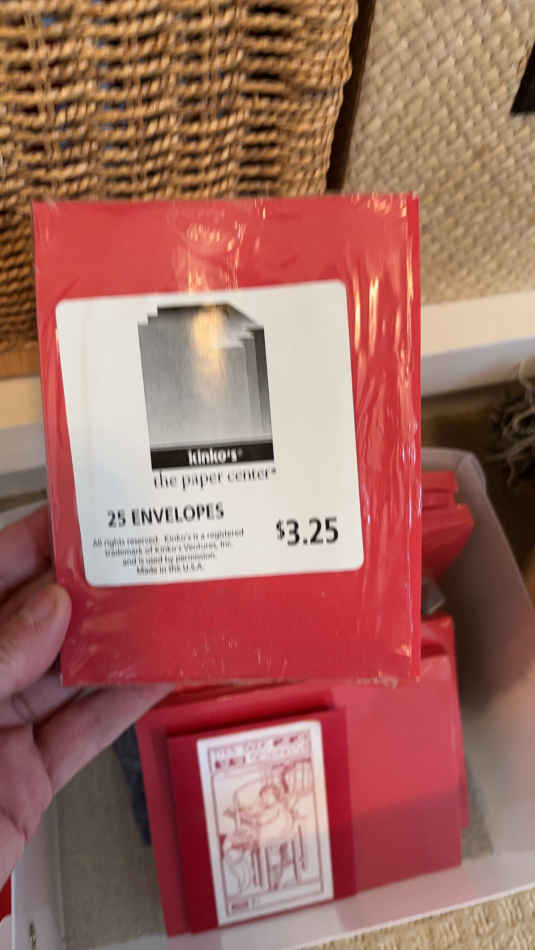 kinko's®
the paper center®
25 ENVELOPES
$3.25
All rights reserved. Kinko's is a registered
trademark of Kinko's Ventures, Inc.
and is used by permission.
Made in the U.S.A.